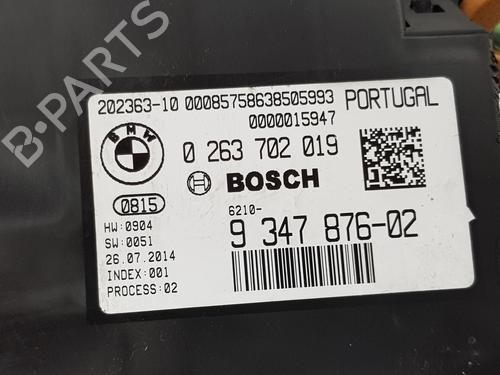 202363-10 00085758638505993 PORTUGAL
0000015947
BMW
0 263 702 019
BOSCH
0815
6210-
9 347 876-02
HW:0904
SW:0051
26.07.2014
INDEX:001
PROCESS:02
B-PARTS